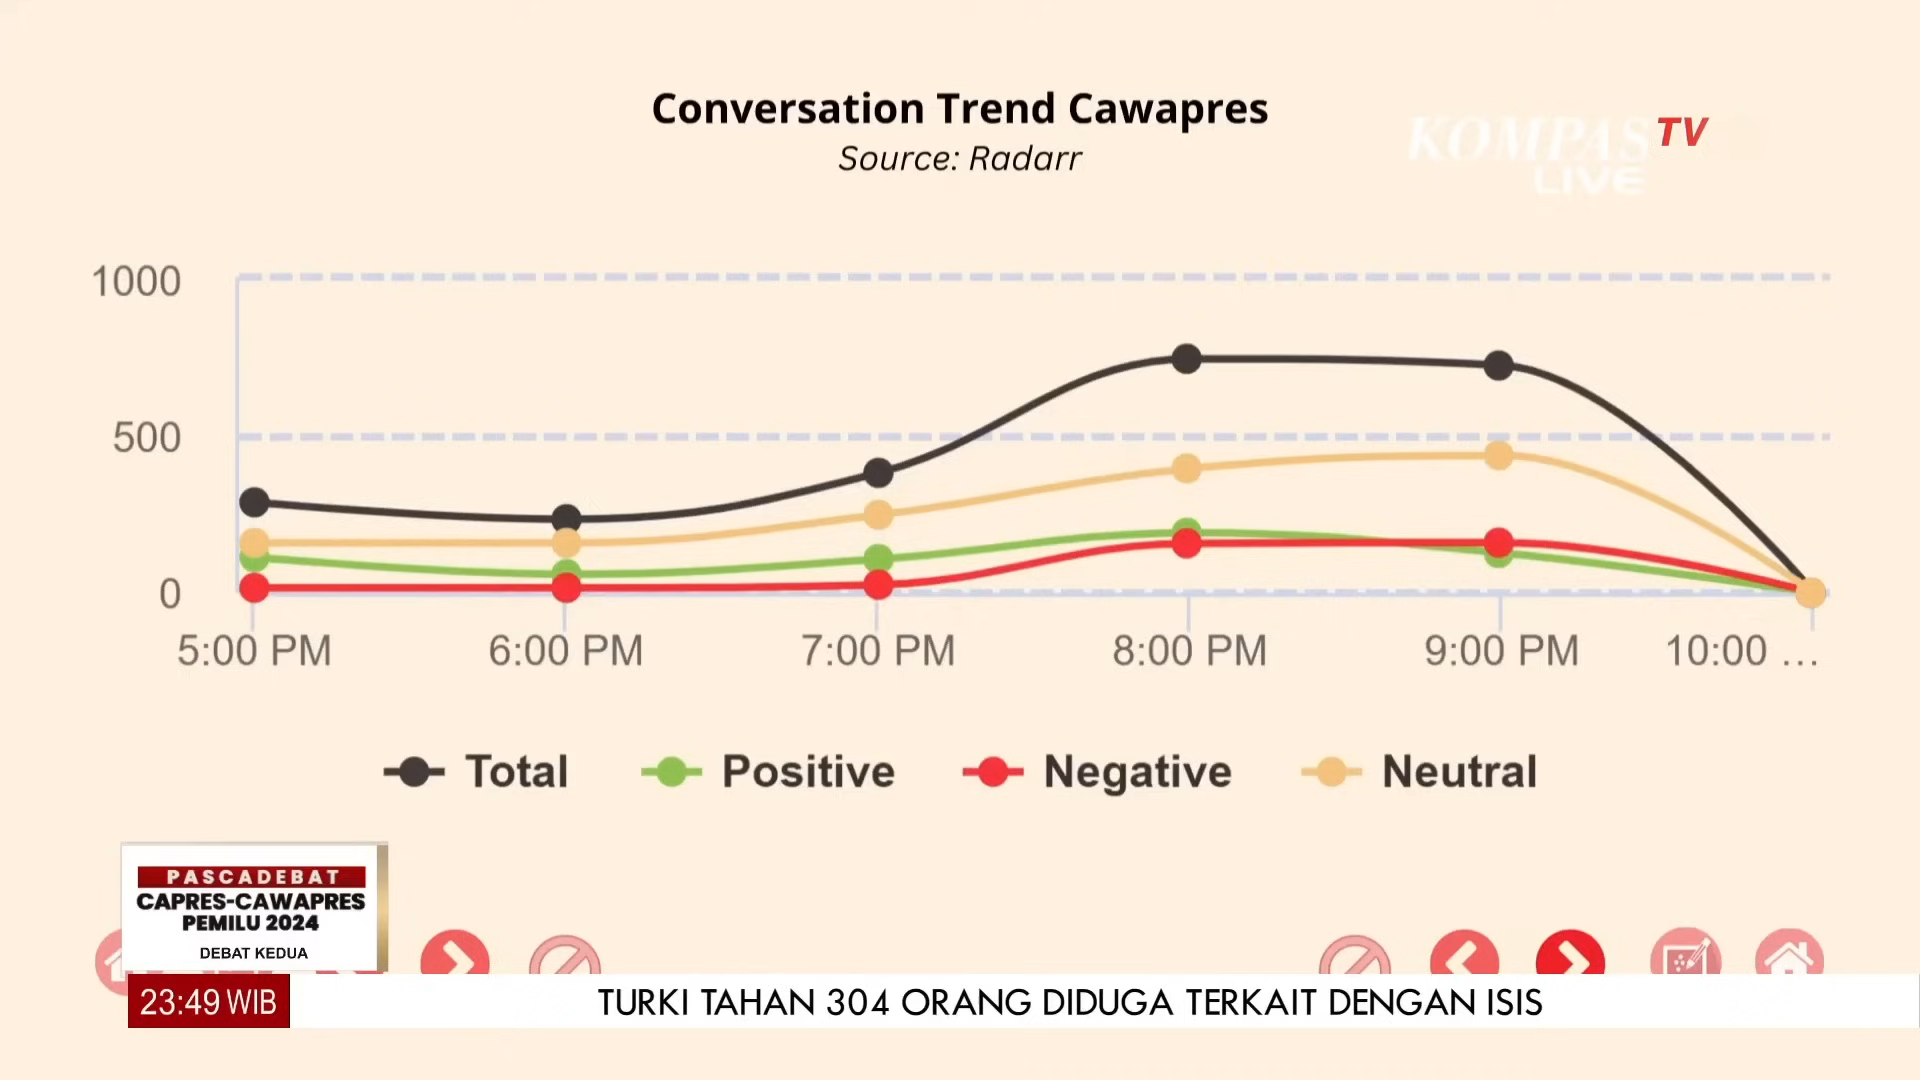 Conversation Trend Cawapres
Source: Radarr
KOMPAS TV
LIVE
1000
500
0
5:00 PM 6:00 PM 7:00 PM 8:00 PM 9:00 PM 10:00 ...
Total Positive Negative Neutral
PASCADEBAT
CAPRES-CAWAPRES
PEMILU 2024
DEBAT KEDUA
23:49 WIB TURKI TAHAN 304 ORANG DIDUGA TERKAIT DENGAN ISIS